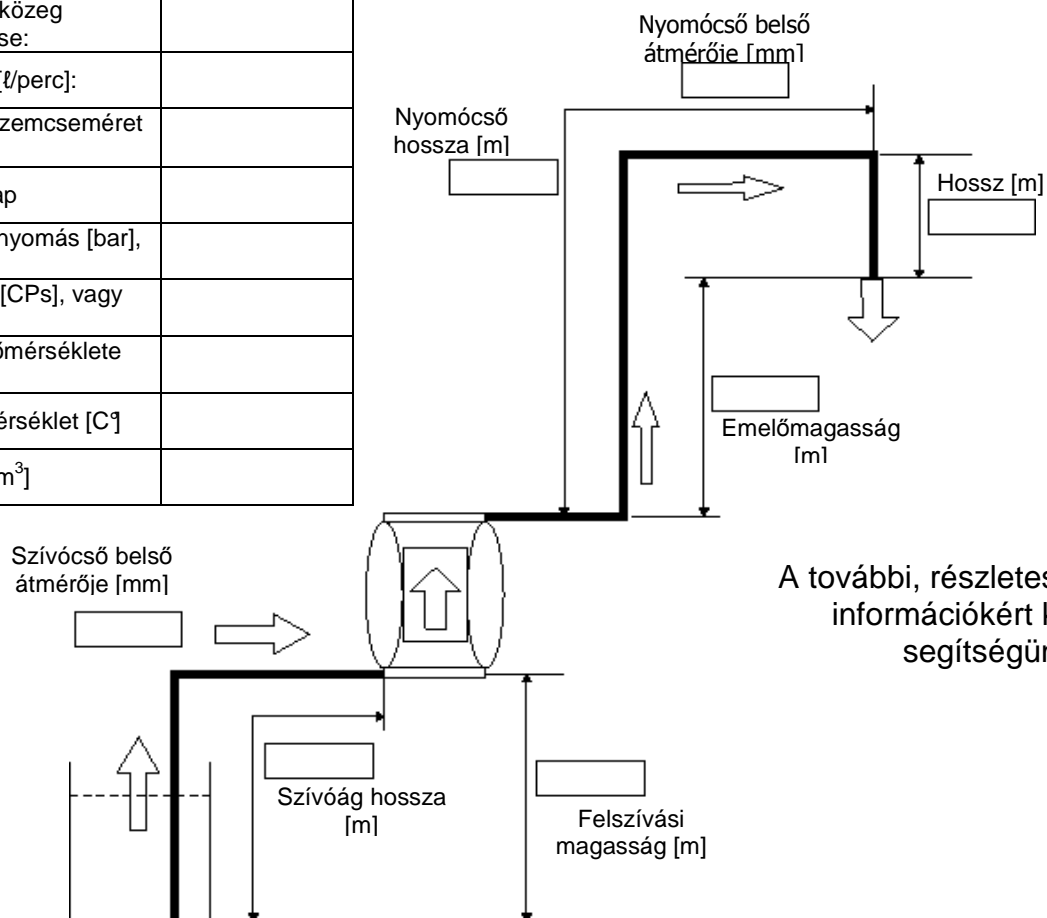 közeg
se:
[ℓ/perc]:
zemcseméret
ap
nyomás [bar],
[CPs], vagy
őmérséklete
érséklet [C°]
m³]
Nyomócső belső
átmérője [mm]
Nyomócső
hossza [m]
Hossz [m]
Emelőmagasság
[m]
Szívócső belső
átmérője [mm]
A további, részletes
információkért k
segítségün
Szívóág hossza
[m]
Felszívási
magasság [m]